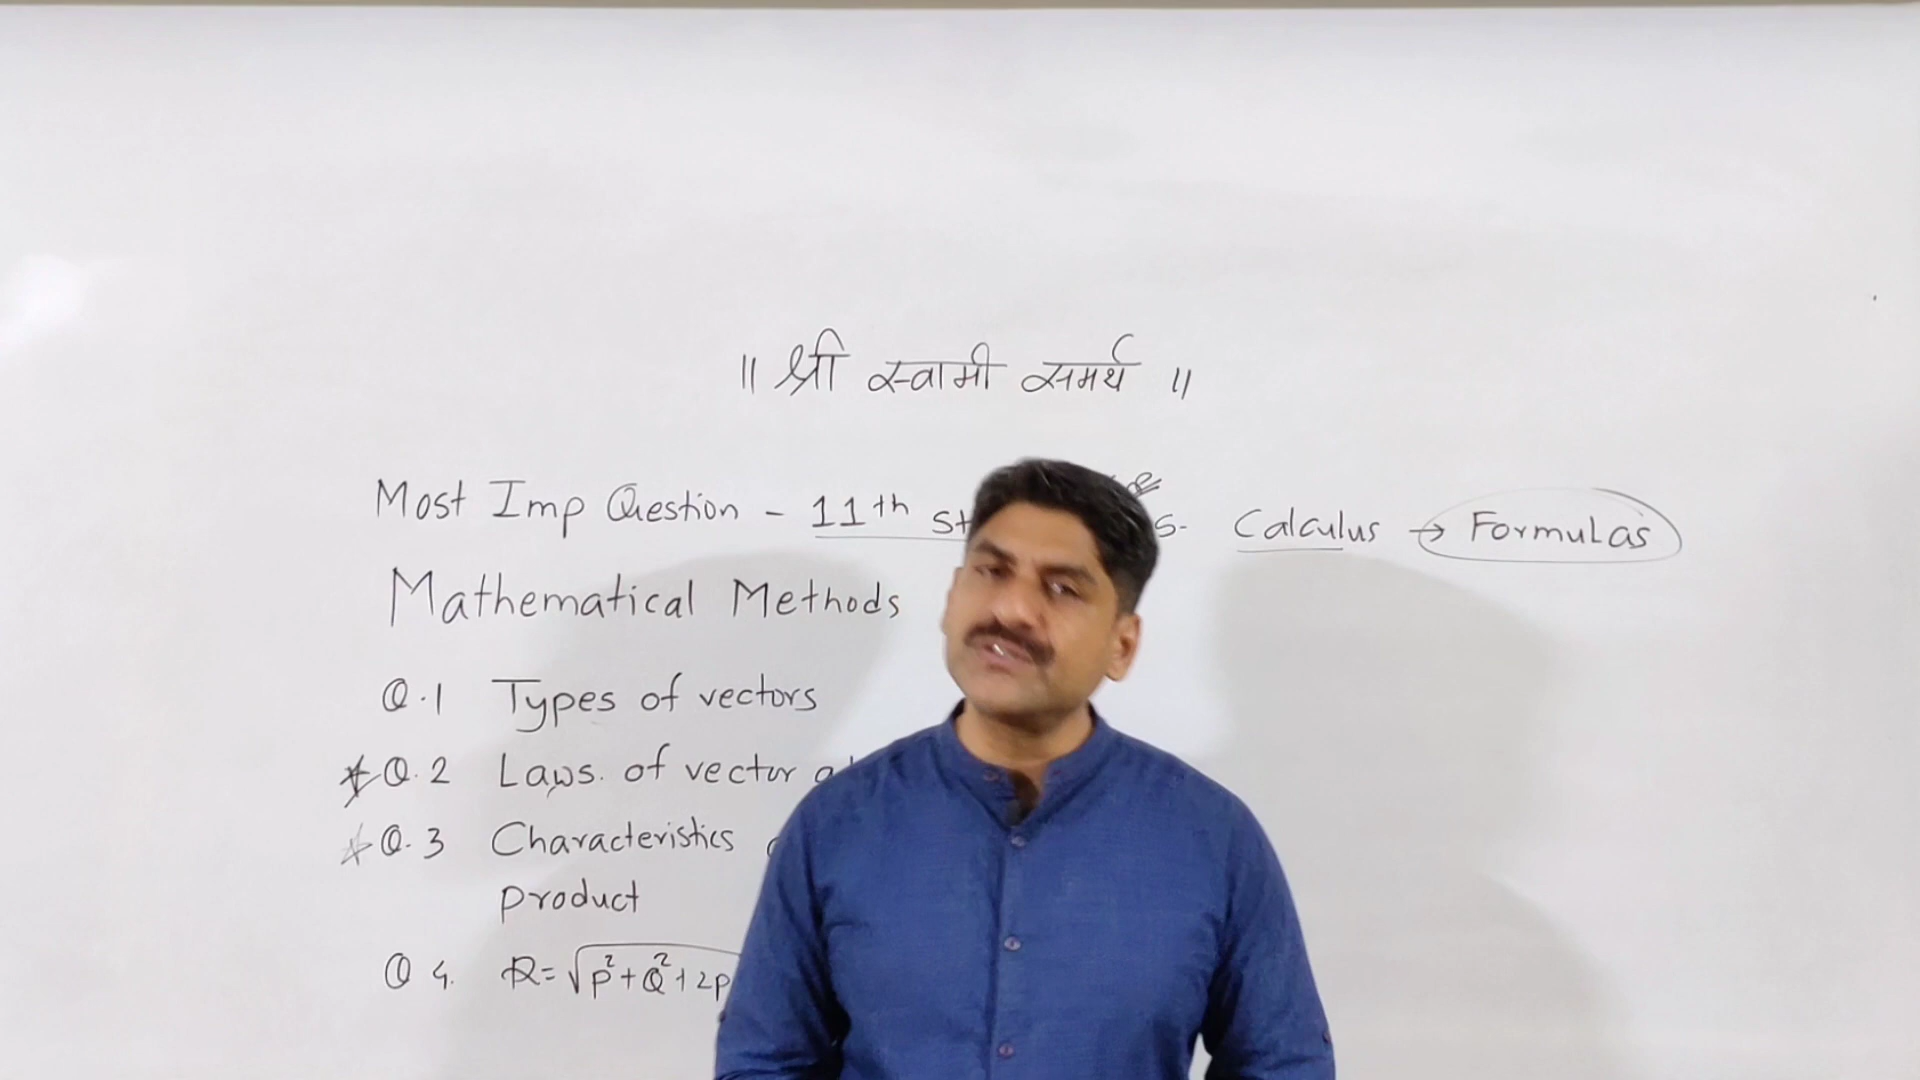 ॥ श्री स्वामी समर्थ ॥
Most Imp Question - 11th Calculus → Formulas
Mathematical Methods
Q.1 Types of vectors
Q.2 Laws. of vector
Q.3 Characteristics
product
Q 4. R=√P²+Q²+2P